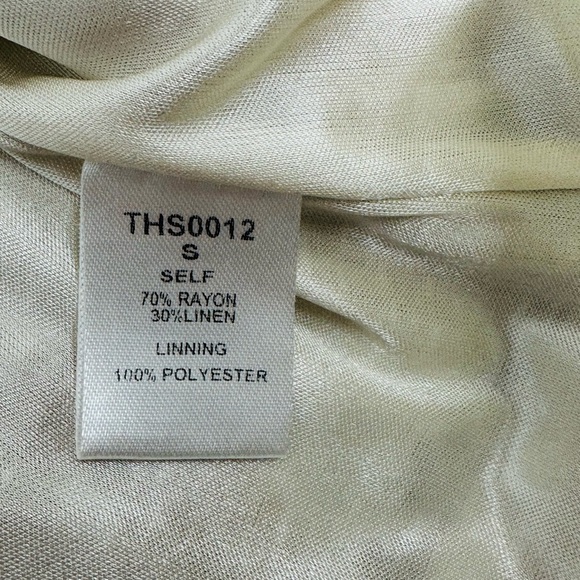 THS0012
S
SELF
70% RAYON
30%LINEN
LINNING
100% POLYESTER